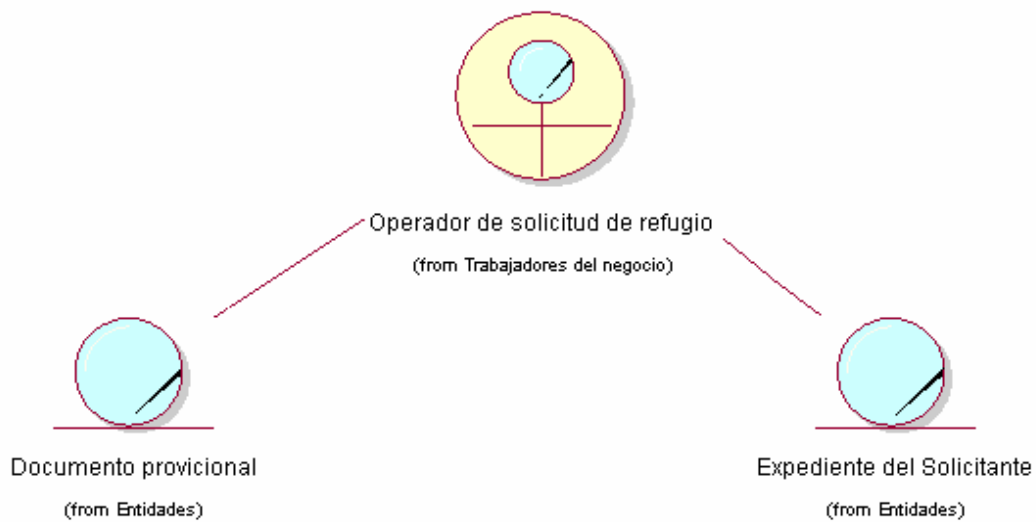 Operador de solicitud de refugio
(from Trabajadores del negocio)
Documento provicional
(from Entidades)
Expediente del Solicitante
(from Entidades)